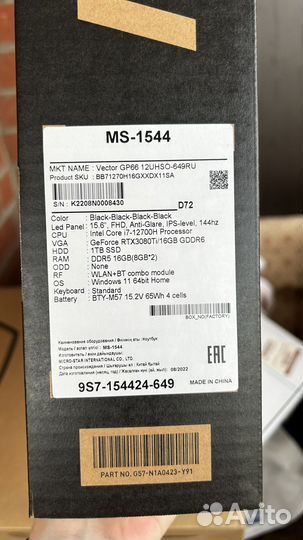 MS-1544
MKT NAME : Vector GP66 12UHSO-649RU
Product SKU : BB71270H16GXXDX11SA
S/N : K2208N0008430
D72
Color : Black-Black-Black-Black
Led Panel : 15.6", FHD, Anti-Glare, IPS-level, 144hz
CPU : Intel Core i7-12700H Processor
VGA : GeForce RTX3080Ti/16GB GDDR6
HDD : 1TB SSD
RAM : DDR5 16GB(8GB*2)
ODD : None
RF : WLAN+BT combo module
OS : Windows 11 64bit Home
Keyboard : Standard
Battery : BTY-M57 15.2V 65Wh 4 cells
BOX_NO(FACTORY)
MS-1544
MICRO-STAR INTERNATIONAL CO., LTD.
08/2022
EAC
9S7-154424-649
MADE IN CHINA
PART NO. G57-N1A0423-Y91
Avito